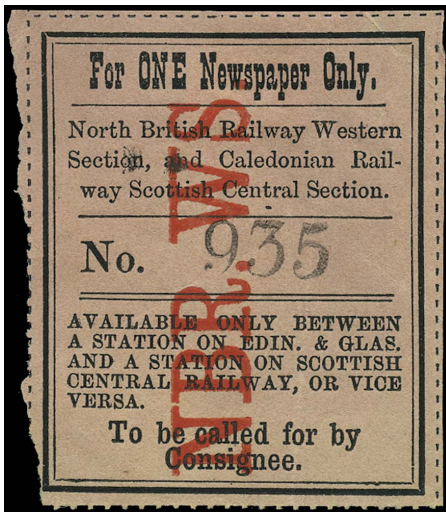 For ONE Newspaper Only.
North British Railway Western
Section, and Caledonian Rail-
way Scottish Central Section.
No. 935
AVAILABLE ONLY BETWEEN
A STATION ON EDIN. & GLAS.
AND A STATION ON SCOTTISH
CENTRAL RAILWAY, OR VICE
VERSA.
To be called for by
Consignee.
NBR. WS.